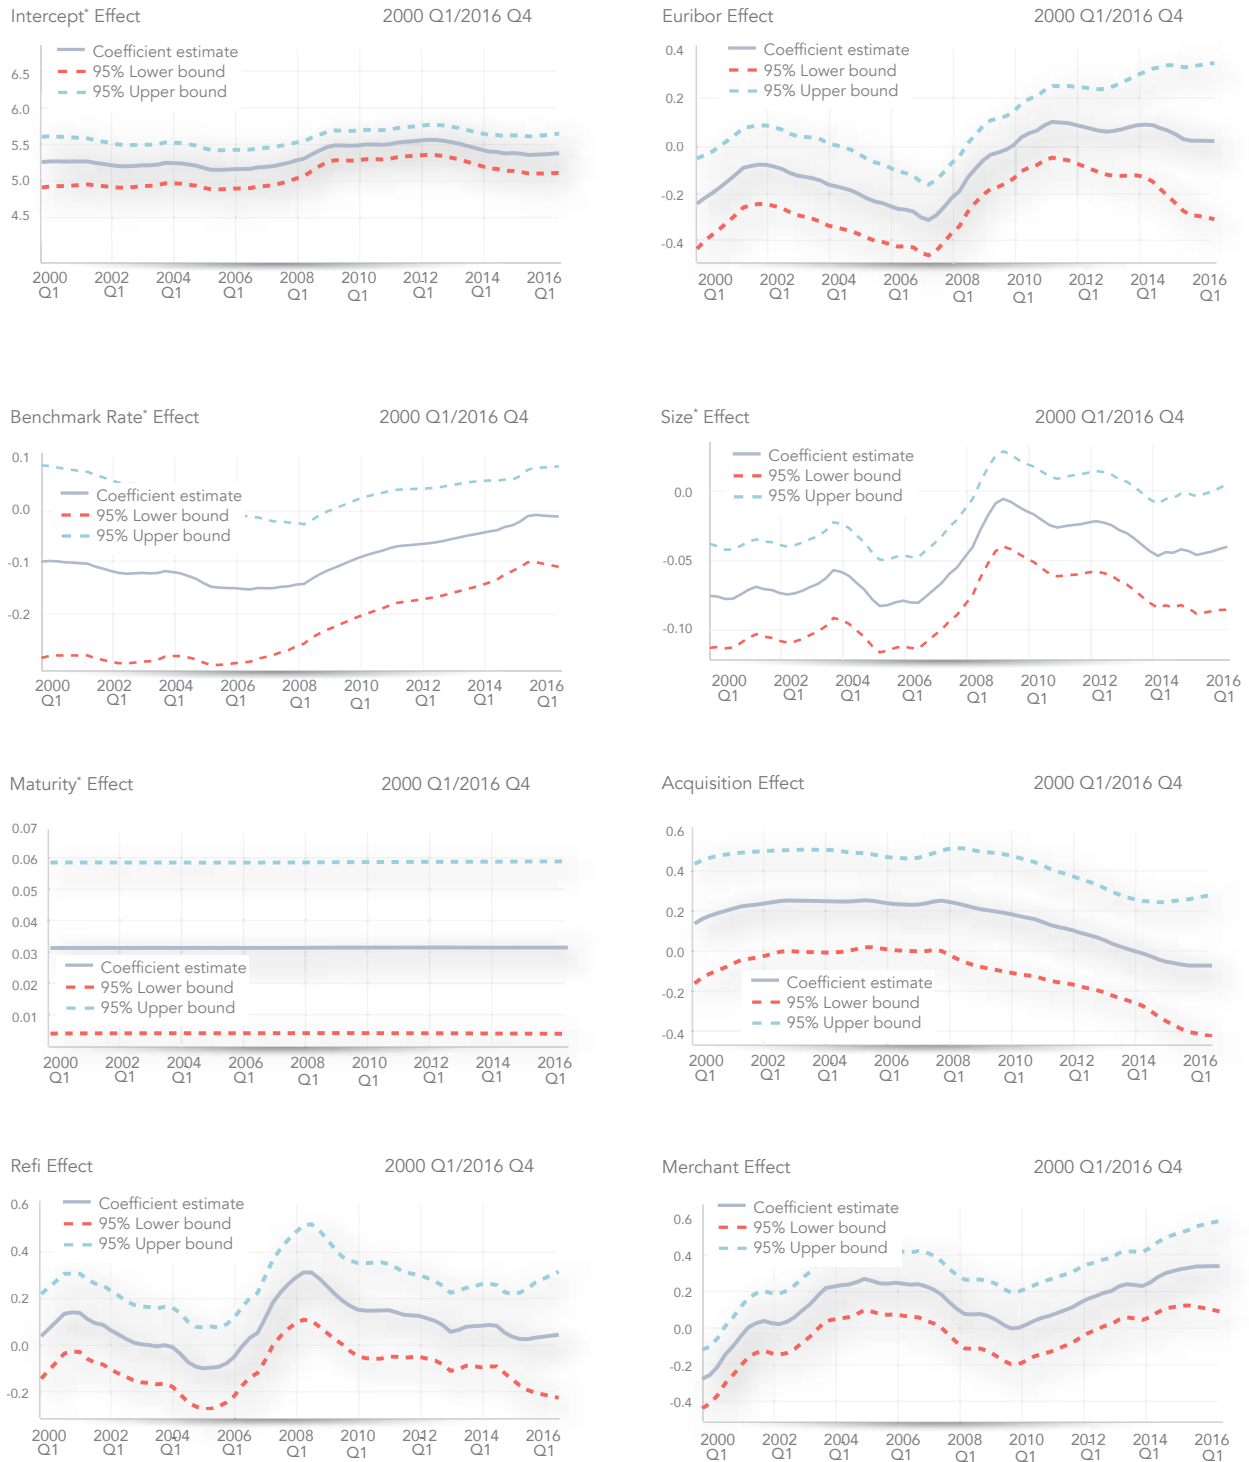 Intercept* Effect 2000 Q1/2016 Q4
Coefficient estimate
95% Lower bound
95% Upper bound
6.5
6.0
5.5
5.0
4.5
2000 2002 2004 2006 2008 2010 2012 2014 2016
Q1 Q1 Q1 Q1 Q1 Q1 Q1 Q1 Q1
Euribor Effect 2000 Q1/2016 Q4
Coefficient estimate
95% Lower bound
95% Upper bound
0.4
0.2
0.0
-0.2
-0.4
2000 2002 2004 2006 2008 2010 2012 2014 2016
Q1 Q1 Q1 Q1 Q1 Q1 Q1 Q1 Q1
Benchmark Rate* Effect 2000 Q1/2016 Q4
0.1
Coefficient estimate
95% Lower bound
95% Upper bound
0.0
-0.1
-0.2
2000 2002 2004 2006 2008 2010 2012 2014 2016
Q1 Q1 Q1 Q1 Q1 Q1 Q1 Q1 Q1
Size* Effect 2000 Q1/2016 Q4
Coefficient estimate
95% Lower bound
95% Upper bound
0.0
-0.05
-0.10
2000 2002 2004 2006 2008 2010 2012 2014 2016
Q1 Q1 Q1 Q1 Q1 Q1 Q1 Q1 Q1
Maturity* Effect 2000 Q1/2016 Q4
0.07
0.06
0.05
0.04
0.03
0.02
0.01
Coefficient estimate
95% Lower bound
95% Upper bound
2000 2002 2004 2006 2008 2010 2012 2014 2016
Q1 Q1 Q1 Q1 Q1 Q1 Q1 Q1 Q1
Acquisition Effect 2000 Q1/2016 Q4
0.6
0.4
0.2
0.0
-0.2
-0.4
Coefficient estimate
95% Lower bound
95% Upper bound
2000 2002 2004 2006 2008 2010 2012 2014 2016
Q1 Q1 Q1 Q1 Q1 Q1 Q1 Q1 Q1
Refi Effect 2000 Q1/2016 Q4
Coefficient estimate
95% Lower bound
95% Upper bound
0.6
0.4
0.2
0.0
-0.2
2000 2002 2004 2006 2008 2010 2012 2014 2016
Q1 Q1 Q1 Q1 Q1 Q1 Q1 Q1 Q1
Merchant Effect 2000 Q1/2016 Q4
Coefficient estimate
95% Lower bound
95% Upper bound
0.6
0.4
0.2
0.0
-0.2
-0.4
2000 2002 2004 2006 2008 2010 2012 2014 2016
Q1 Q1 Q1 Q1 Q1 Q1 Q1 Q1 Q1